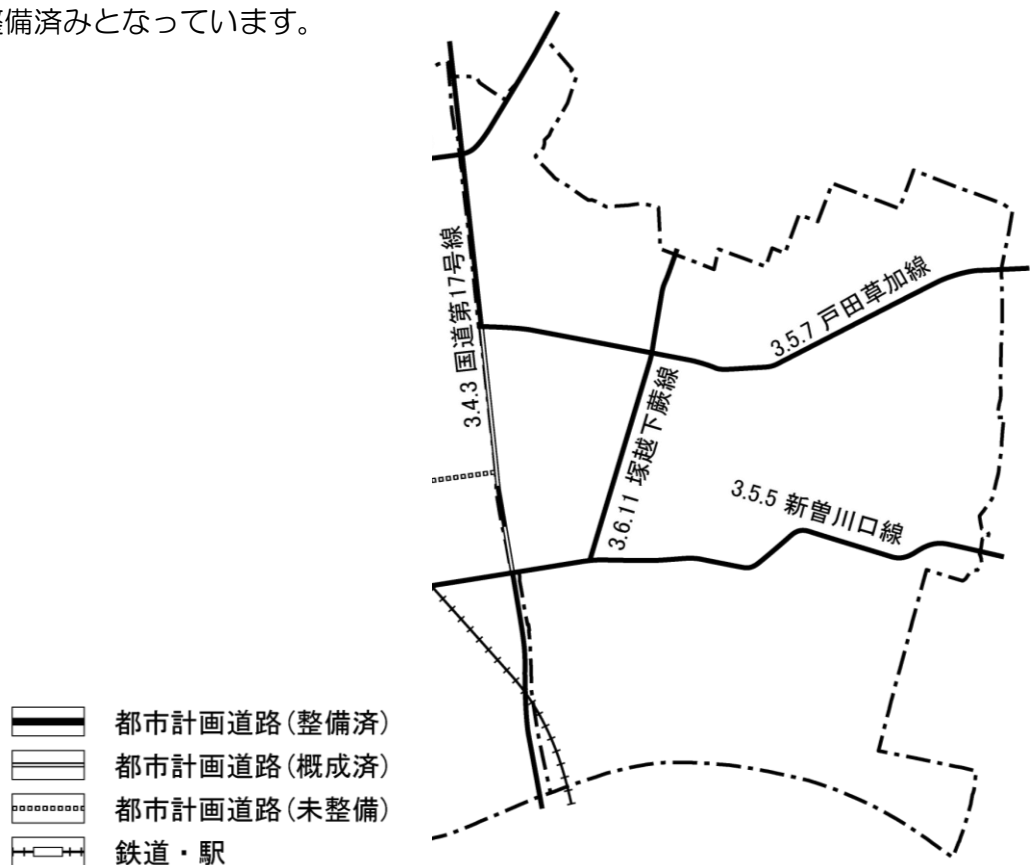 整備済みとなっています。
3.4.3 国道第17号線
3.5.7 戸田草加線
3.6.11 塚越下蕨線
3.5.5 新曽川口線
都市計画道路(整備済)
都市計画道路(概成済)
都市計画道路(未整備)
鉄道・駅